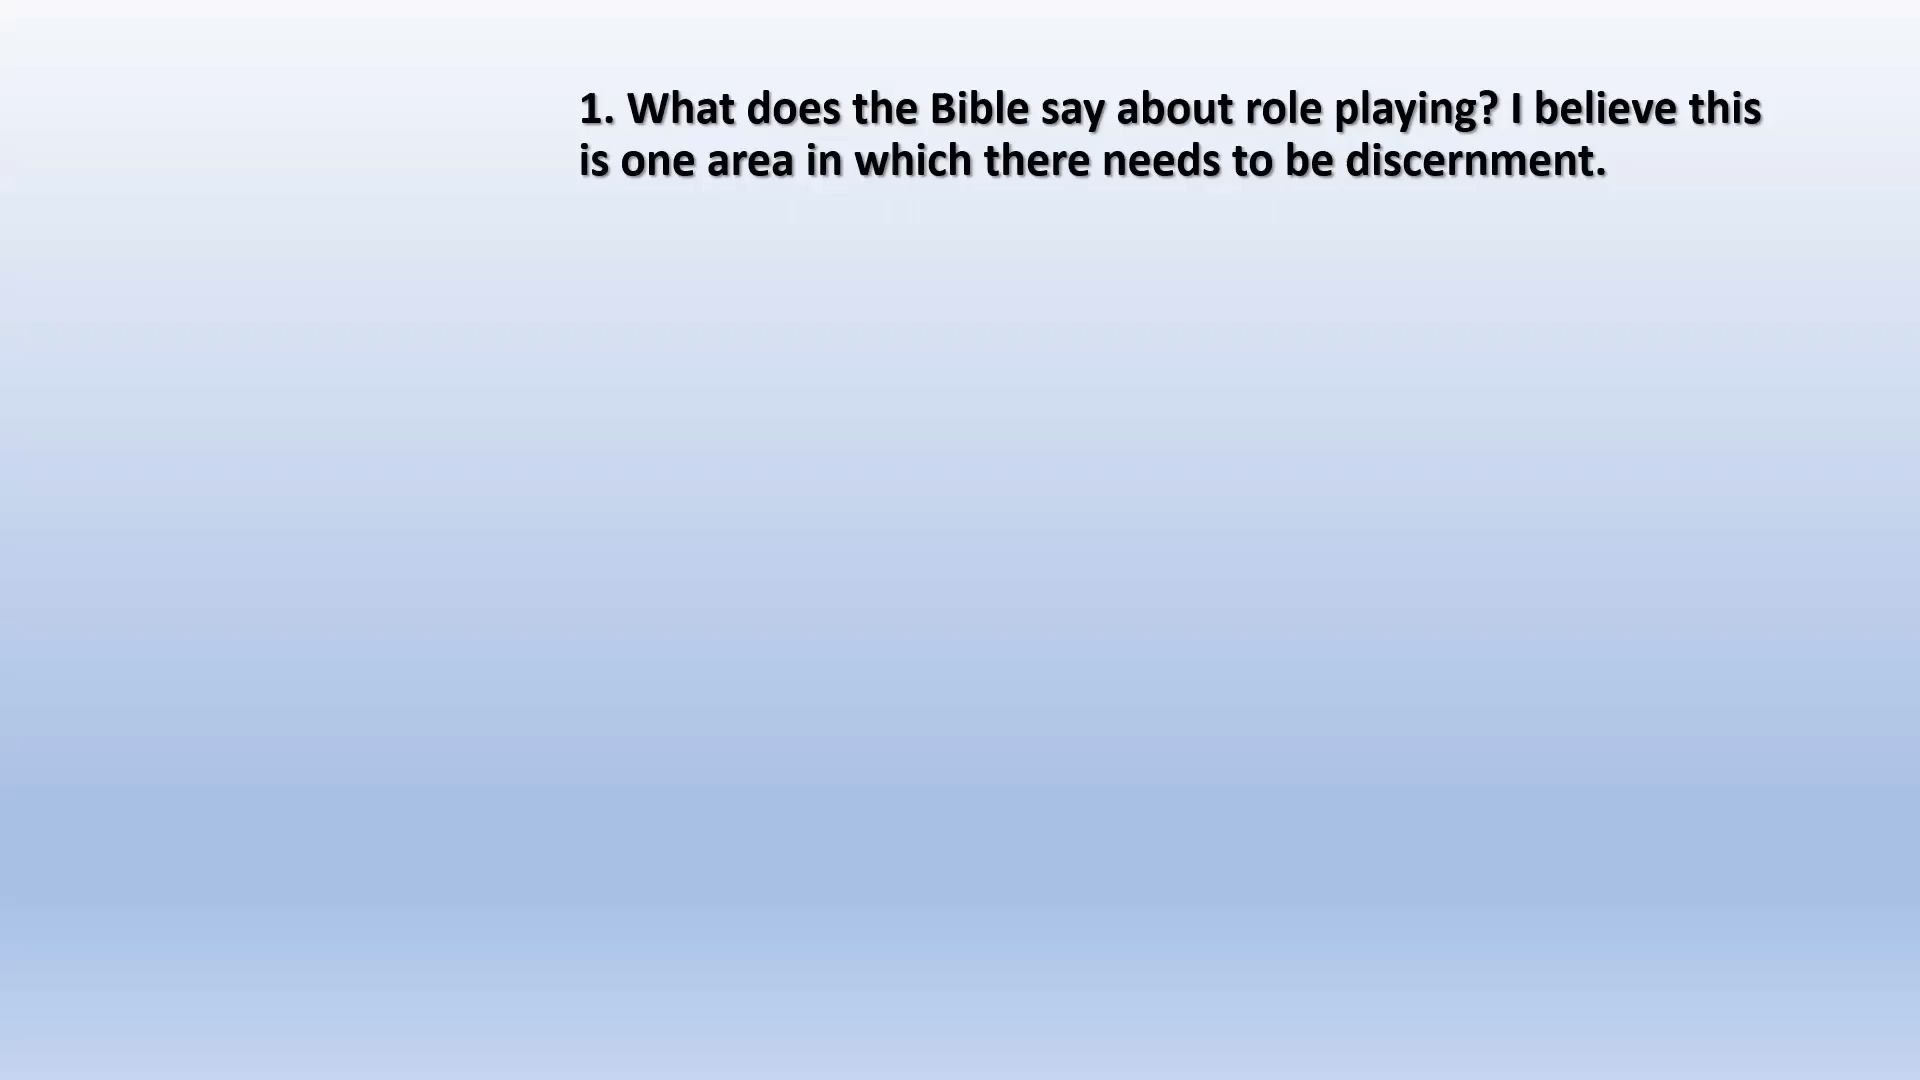 1. What does the Bible say about role playing? I believe this
is one area in which there needs to be discernment.